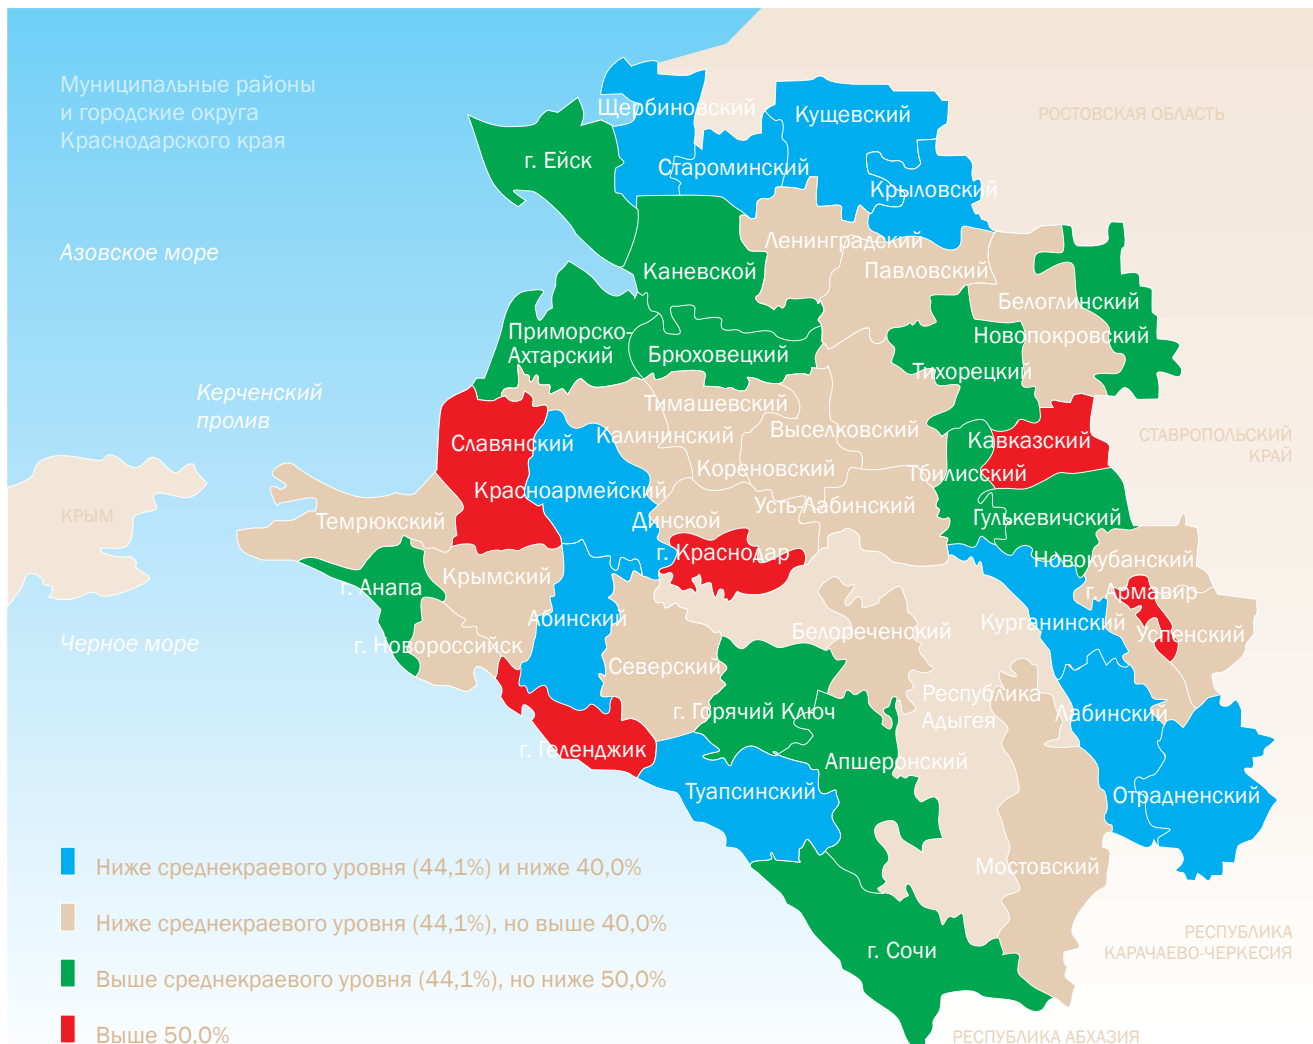 Муниципальные районы
и городские округа
Краснодарского края
Щербиновский
Кущевский
РОСТОВСКАЯ ОБЛАСТЬ
г. Ейск
Староминский
Крыловский
Азовское море
Ленинградский
Каневской
Павловский
Белоглинский
Приморско-
Ахтарский
Брюховецкий
Новопокровский
Тихорецкий
Керченский
пролив
Тимашевский
Славянский
Калининский
Выселковский
Кавказский
СТАВРОПОЛЬСКИЙ
КРАЙ
Кореновский
Тбилисский
Красноармейский
КРЫМ
Темрюкский
Динской
Усть-Лабинский
Гулькевичский
г. Краснодар
Новокубанский
г. Анапа
Крымский
г. Армавир
Абинский
Белореченский
Курганинский
Успенский
Черное море
г. Новороссийск
Северский
Республика
Адыгея
г. Горячий Ключ
Лабинский
г. Геленджик
Апшеронский
Туапсинский
Отрадненский
Ниже среднекраевого уровня (44,1%) и ниже 40,0%
Мостовский
Ниже среднекраевого уровня (44,1%), но выше 40,0%
РЕСПУБЛИКА
КАРАЧАЕВО-ЧЕРКЕСИЯ
г. Сочи
Выше среднекраевого уровня (44,1%), но ниже 50,0%
Выше 50,0%
РЕСПУБЛИКА АБХАЗИЯ